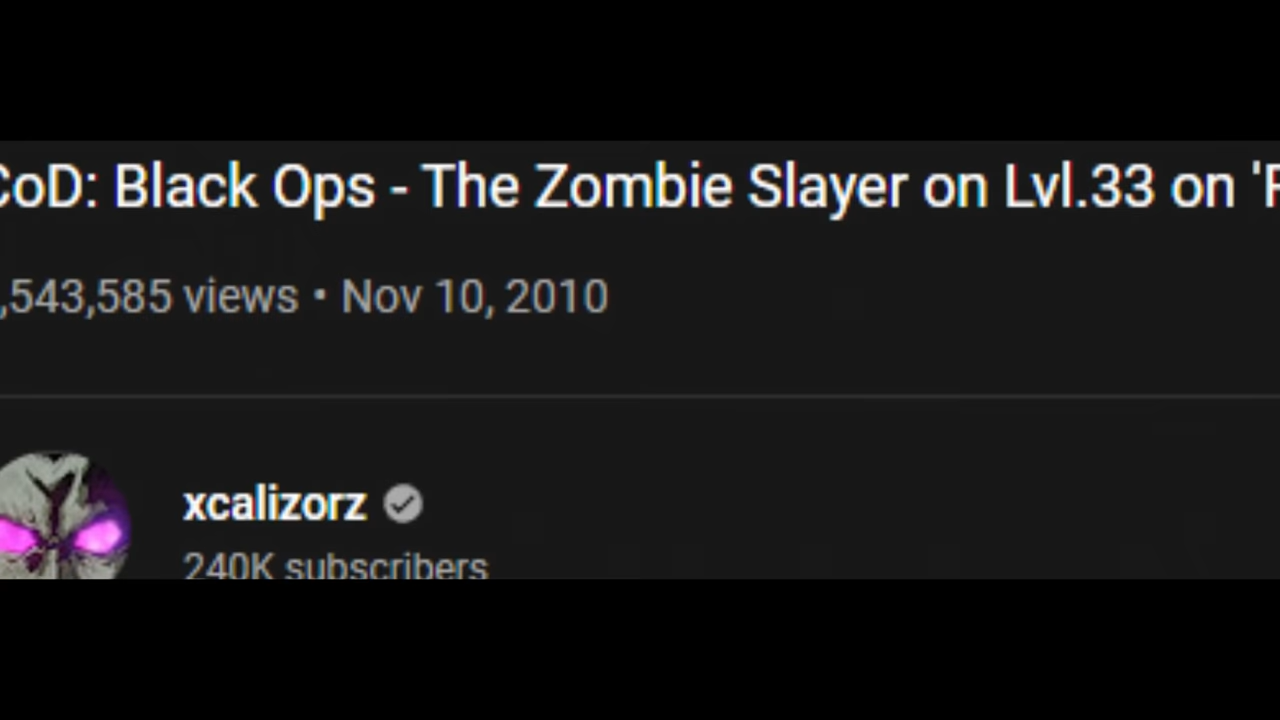 CoD: Black Ops - The Zombie Slayer on Lvl.33 on '
,543,585 views • Nov 10, 2010
xcalizorz
240K subscribers